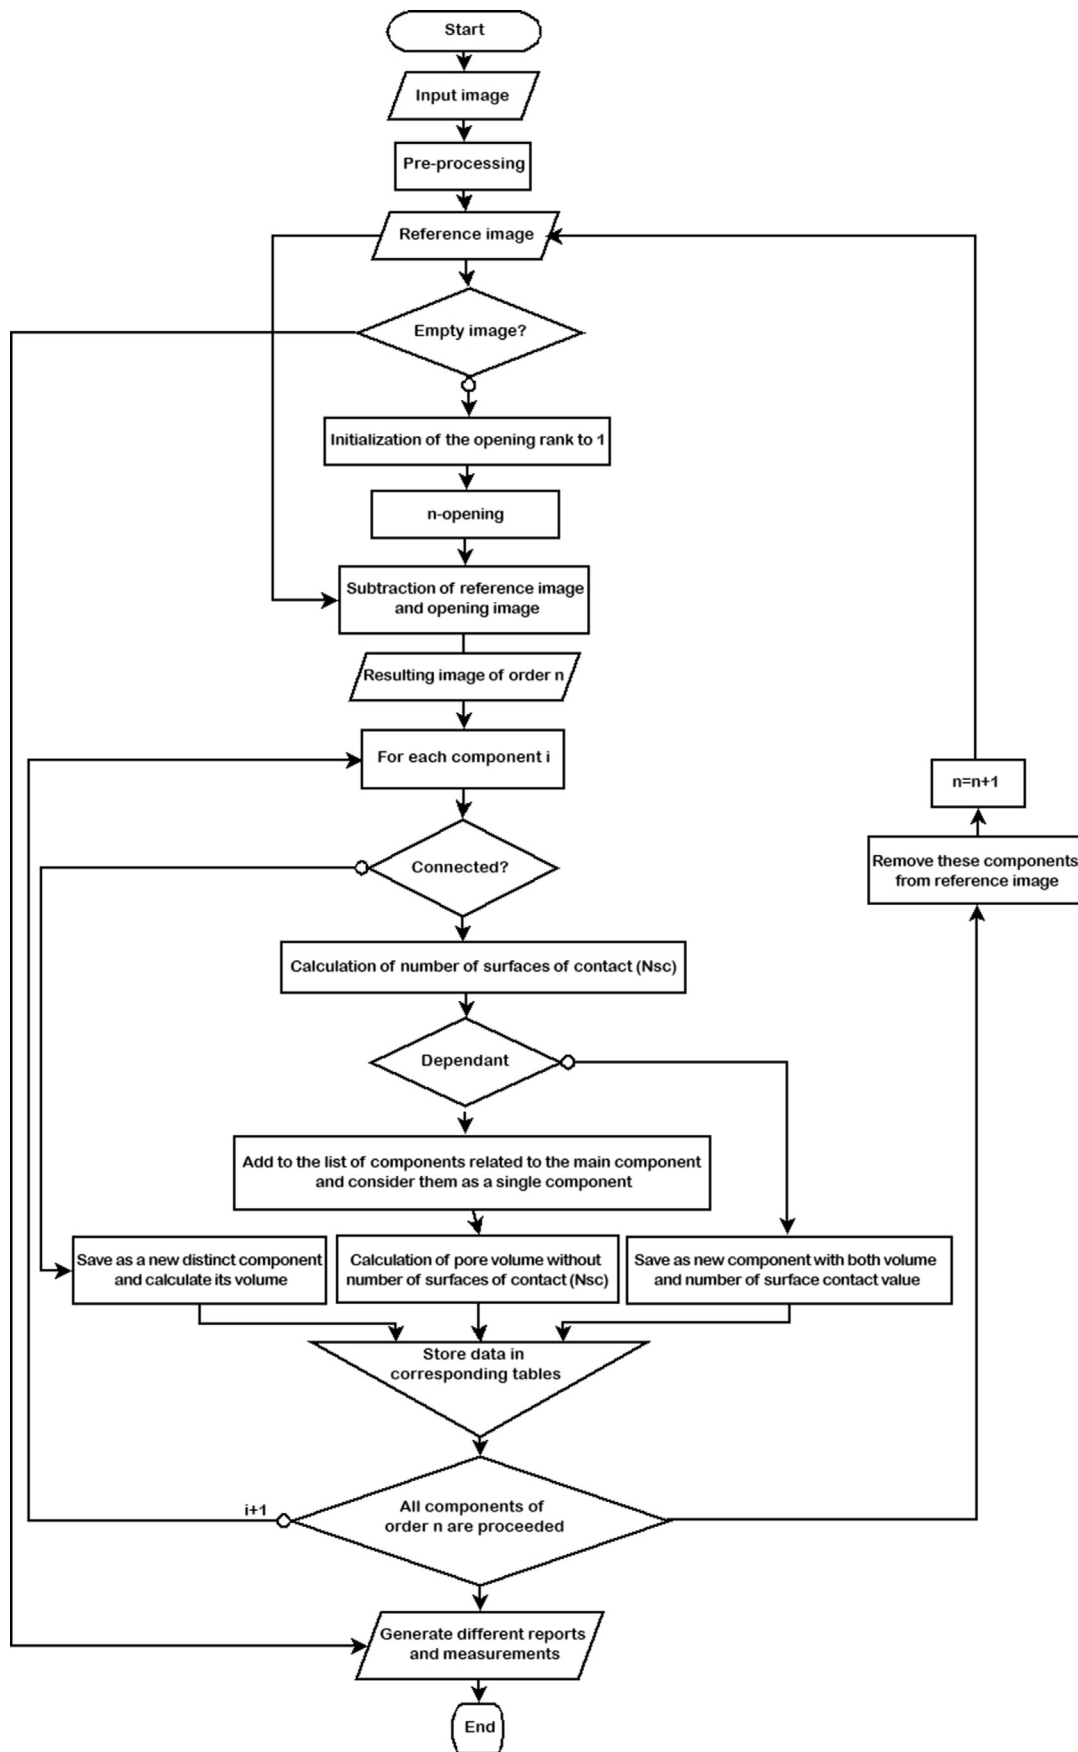 Start
Input image
Pre-processing
Reference image
Empty image?
Initialization of the opening rank to 1
n-opening
Subtraction of reference image
and opening image
Resulting image of order n
For each component i
n=n+1
Connected?
Remove these components
from reference image
Calculation of number of surfaces of contact (Nsc)
Dependant
Add to the list of components related to the main component
and consider them as a single component
Save as a new distinct component
and calculate its volume
Calculation of pore volume without
number of surfaces of contact (Nsc)
Save as new component with both volume
and number of surface contact value
Store data in
corresponding tables
i+1
All components of
order n are proceeded
Generate different reports
and measurements
End